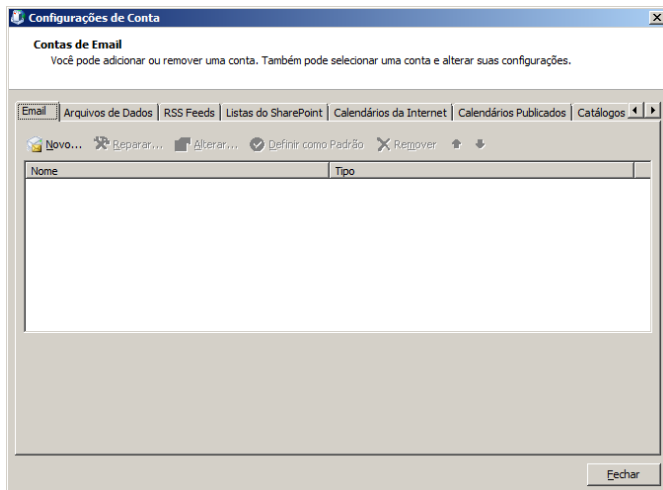 Configurações de Conta
Contas de Email
Você pode adicionar ou remover uma conta. Também pode selecionar uma conta e alterar suas configurações.
Email Arquivos de Dados RSS Feeds Listas do SharePoint Calendários da Internet Calendários Publicados Catálogos
Novo... Reparar... Alterar... Definir como Padrão Remover
Nome Tipo
Fechar